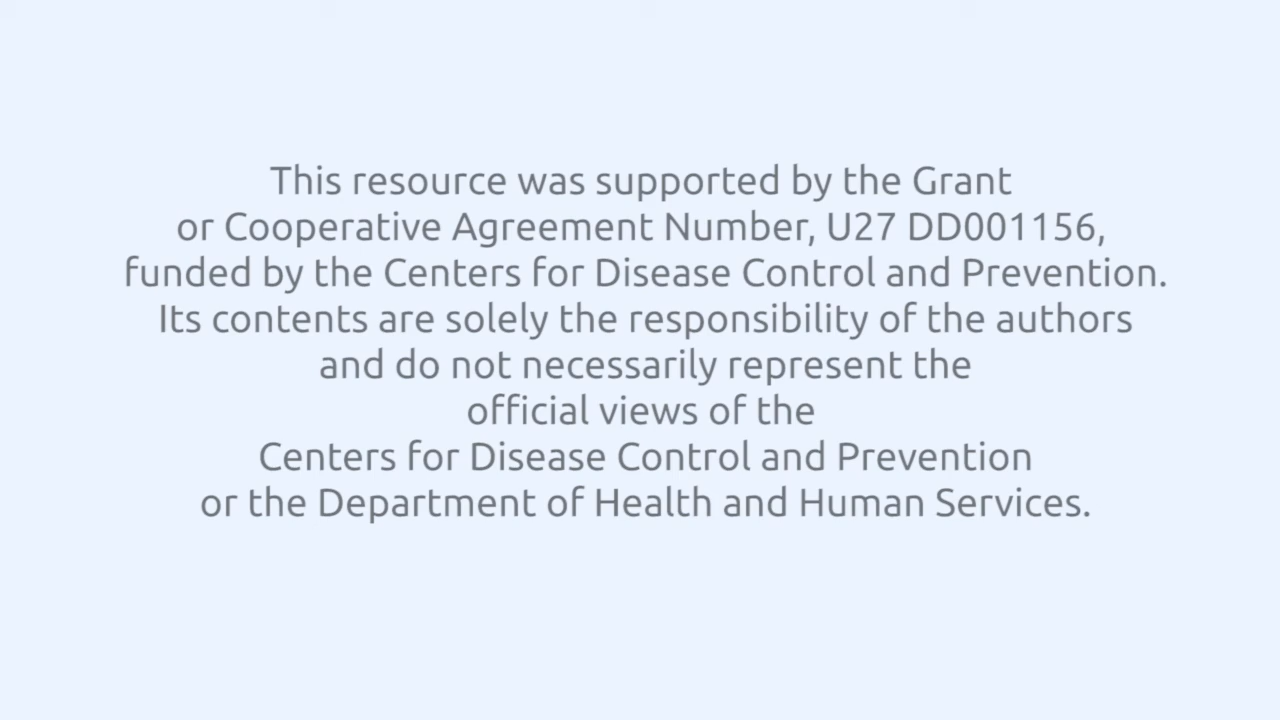 This resource was supported by the Grant
or Cooperative Agreement Number, U27 DD001156,
funded by the Centers for Disease Control and Prevention.
Its contents are solely the responsibility of the authors
and do not necessarily represent the
official views of the
Centers for Disease Control and Prevention
or the Department of Health and Human Services.